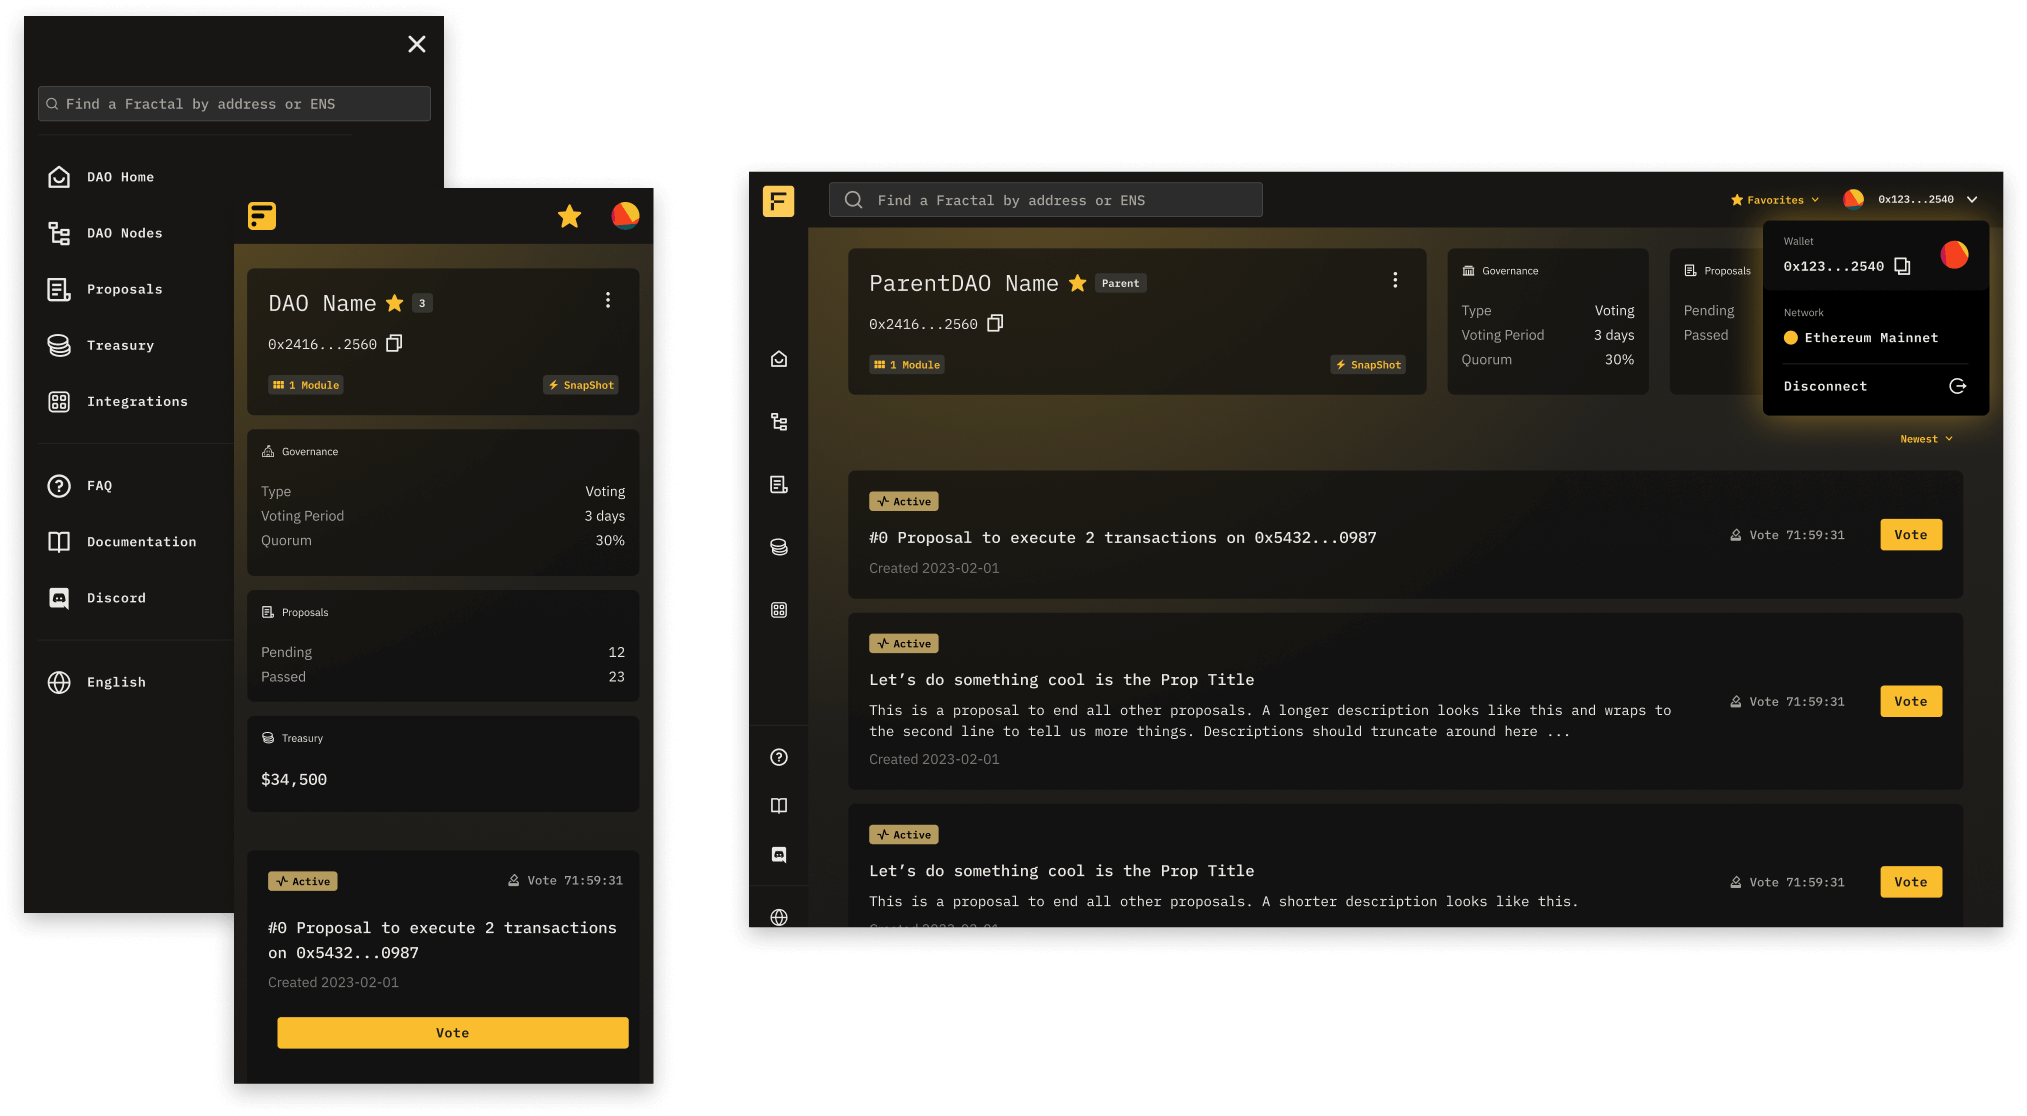 Find a Fractal by address or ENS
DAO Home
DAO Nodes
Proposals
Treasury
Integrations
FAQ
Documentation
Discord
English
DAO Name 3
0x2416...2560
1 Module SnapShot
Governance
Type Voting
Voting Period 3 days
Quorum 30%
Proposals
Pending 12
Passed 23
Treasury
$34,500
Active Vote 71:59:31
#0 Proposal to execute 2 transactions
on 0x5432...0987
Created 2023-02-01
Vote
F Find a Fractal by address or ENS Favorites 0x123...2540
ParentDAO Name Parent
0x2416...2560
1 Module SnapShot
Governance
Type Voting
Voting Period 3 days
Quorum 30%
Proposals
Pending
Passed
Wallet
0x123...2540
Network
Ethereum Mainnet
Disconnect
Newest
Active
#0 Proposal to execute 2 transactions on 0x5432...0987
Created 2023-02-01
Vote 71:59:31 Vote
Active
Let’s do something cool is the Prop Title
This is a proposal to end all other proposals. A longer description looks like this and wraps to
the second line to tell us more things. Descriptions should truncate around here ...
Created 2023-02-01
Vote 71:59:31 Vote
Active
Let’s do something cool is the Prop Title
This is a proposal to end all other proposals. A shorter description looks like this.
Vote 71:59:31 Vote